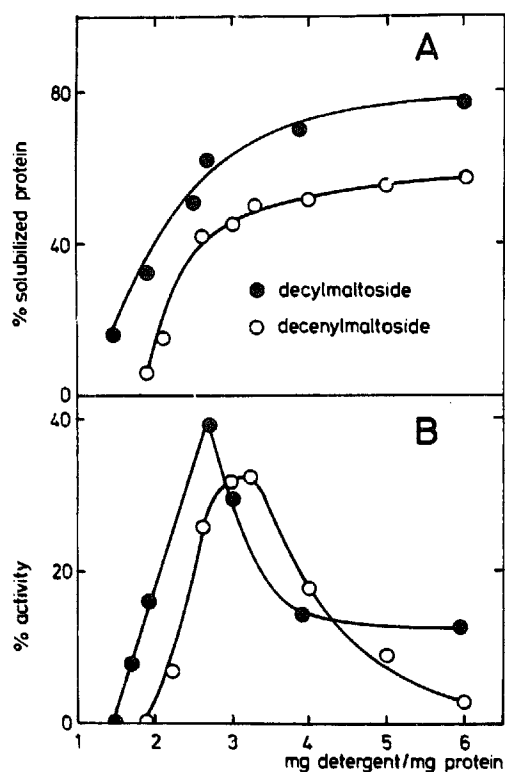 A
80
40
0
% solubilized protein
decylmaltoside
decenylmaltoside
B
40
20
0
% activity
1 2 3 4 5 6
mg detergent/mg protein